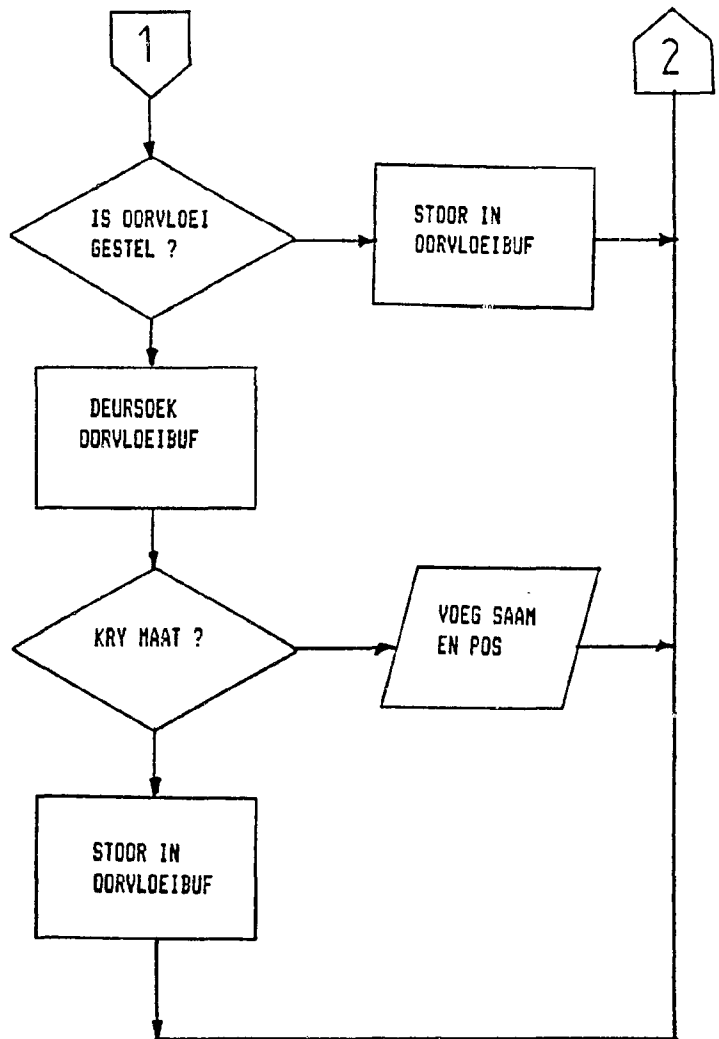 1
2
IS OORVLOEI
GESTEL ?
STOOR IN
OORVLOEIBUF
DEURSOEK
OORVLOEIBUF
KRY MAAT ?
VOEG SAAM
EN POS
STOOR IN
OORVLOEIBUF